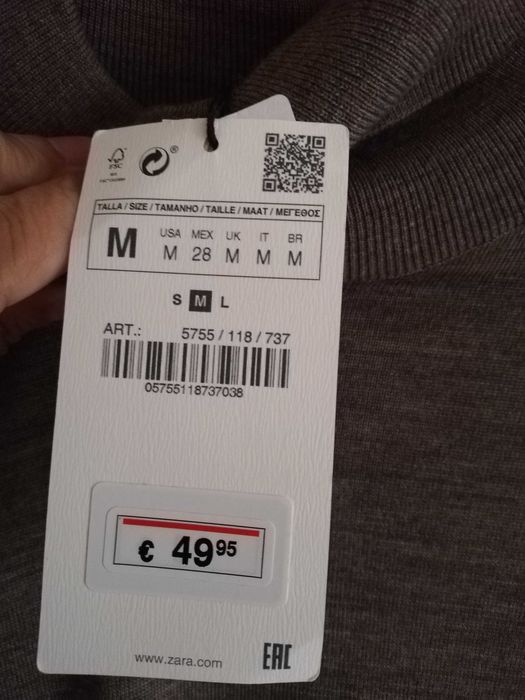 ®
FSC
TALLA / SIZE / TAMANHO / TAILLE / MAAT / ΜΕΓΕΘΟΣ
M
USA MEX UK IT BR
M 28 M M M
S M L
ART.: 5755 / 118 / 737
05755118737038
€ 49 95
www.zara.com
EAC